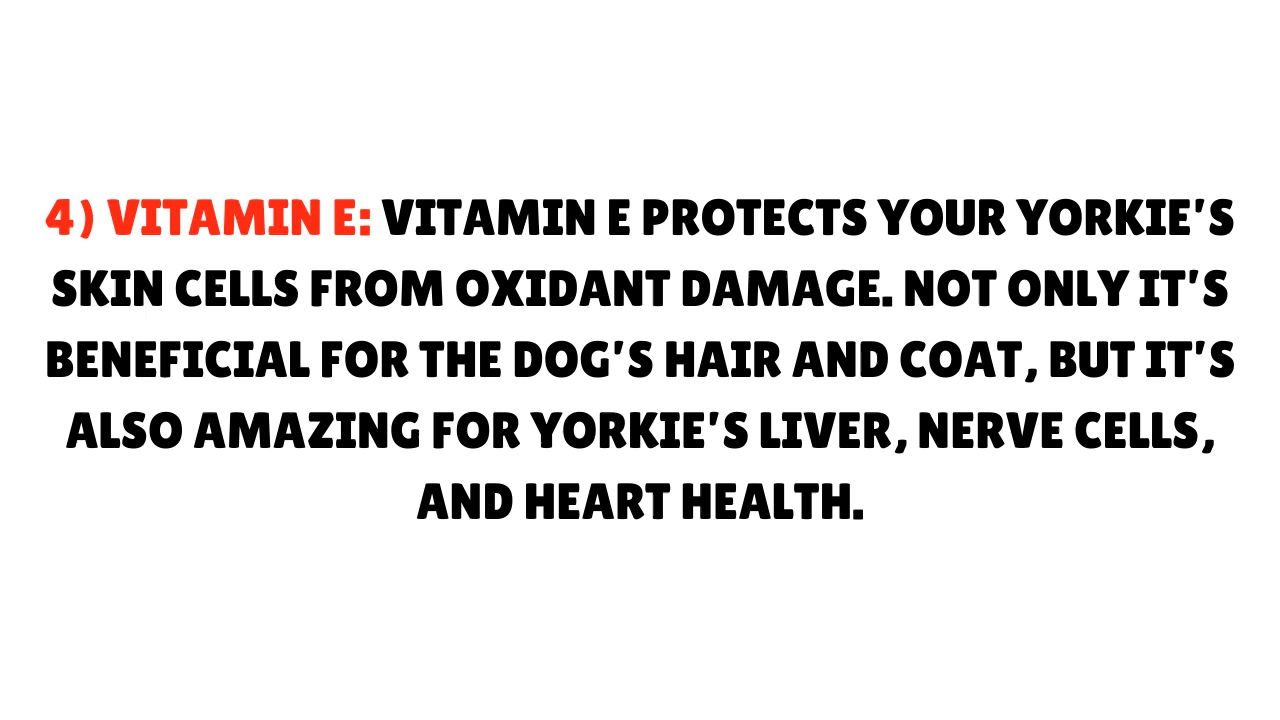 4) VITAMIN E: VITAMIN E PROTECTS YOUR YORKIE'S
SKIN CELLS FROM OXIDANT DAMAGE. NOT ONLY IT'S
BENEFICIAL FOR THE DOG'S HAIR AND COAT, BUT IT'S
ALSO AMAZING FOR YORKIE'S LIVER, NERVE CELLS,
AND HEART HEALTH.